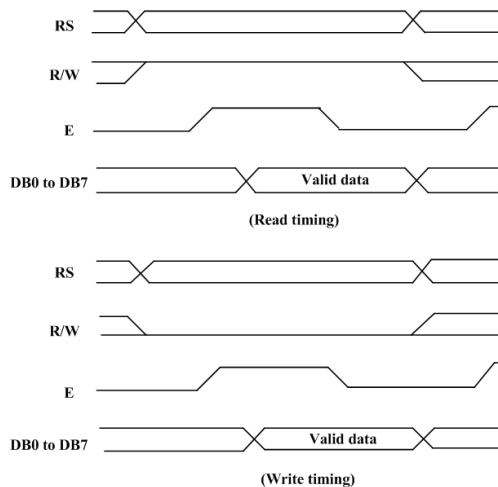 RS
R/W
E
DB0 to DB7
Valid data
(Read timing)
RS
R/W
E
DB0 to DB7
Valid data
(Write timing)